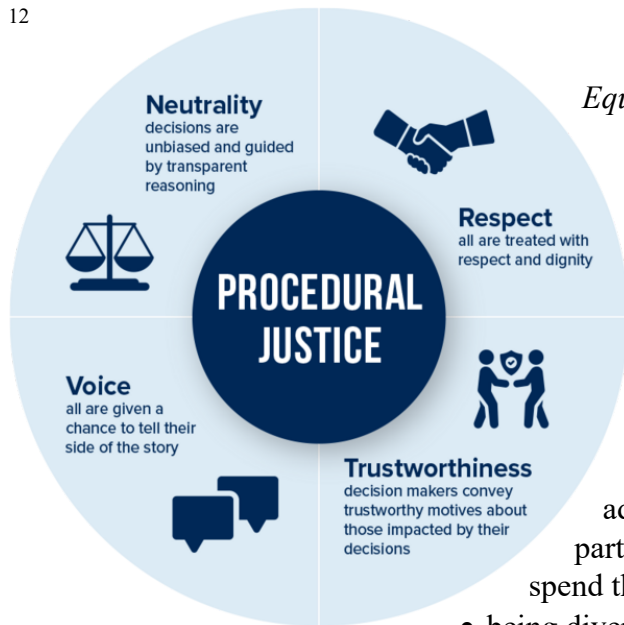 12
Neutrality
decisions are
unbiased and guided
by transparent
reasoning
Respect
all are treated with
respect and dignity
PROCEDURAL
JUSTICE
Voice
all are given a
chance to tell their
side of the story
Trustworthiness
decision makers convey
trustworthy motives about
those impacted by their
decisions
spend
• being